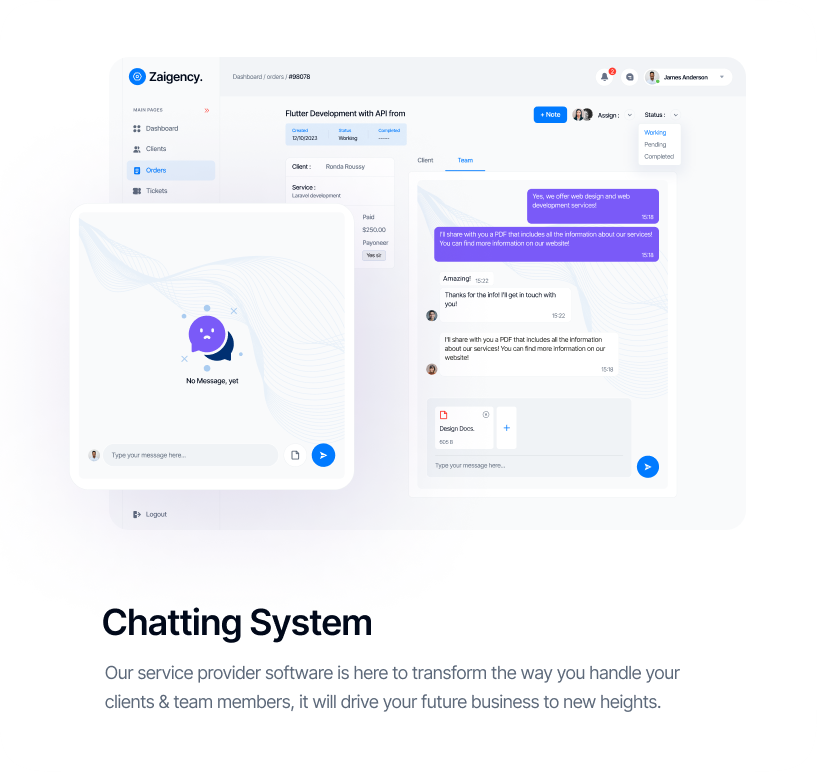 Zaigency.
Dashboard / orders / #98078
2
James Anderson
MAIN PAGES
Dashboard
Clients
Orders
Tickets
Logout
Flutter Development with API from
+ Note
Assign :
Status :
Working
Pending
Completed
Created
Status
Completed
12/10/2023
Working
-----
Client :
Ronda Roussy
Service :
Laravel development
Paid
$250.00
Payoneer
Yes sir
Client
Team
Yes, we offer web design and web
development services!
15:18
I'll share with you a PDF that includes all the information about our services!
You can find more information on our website!
15:18
Amazing!
15:22
Thanks for the info! I'll get in touch with
you!
15:22
I'll share with you a PDF that includes all the information
about our services! You can find more information on our
website!
15:18
Design Docs.
605 B
+
Type your message here...
No Message, yet
Type your message here...
Chatting System
Our service provider software is here to transform the way you handle your
clients & team members, it will drive your future business to new heights.